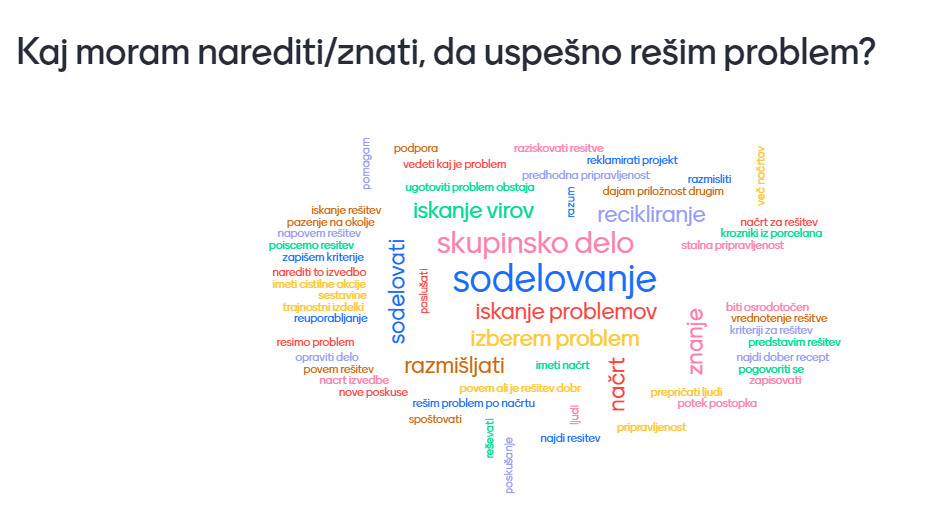 Kaj moram narediti/znati, da uspešno rešim problem?
pomagam
podpora
raziskovati resitve
vedeti kaj je problem
reklamirati projekt
več načrtov
predhodna pripravljenost
razmisliti
ugotoviti problem obstaja
razum
dajam priložnost drugim
iskanje rešitev
iskanje virov
recikliranje
pazenje na okolje
načrt za rešitev
napovem rešitev
krozniki iz porcelana
poiscemo resitev
sodelovati
skupinsko delo
stalna pripravljenost
zapišem kriterije
narediti to izvedbo
poslušati
sodelovanje
imeti cistilne akcije
sestavine
trajnostni izdelki
iskanje problemov
biti osrodotočen
reuporabljanje
znanje
vrednotenje rešitve
kriteriji za rešitev
resimo problem
izberem problem
predstavim rešitev
opraviti delo
razmišljati
imeti načrt
načrt
najdi dober recept
povem rešitev
pogovoriti se
nacrt izvedbe
zapisovati
nove poskuse
povem ali je rešitev dobr
prepričati ljudi
rešim problem po načrtu
ljudi
potek postopka
spoštovati
reševati
pripravljenost
poskušanje
najdi resitev